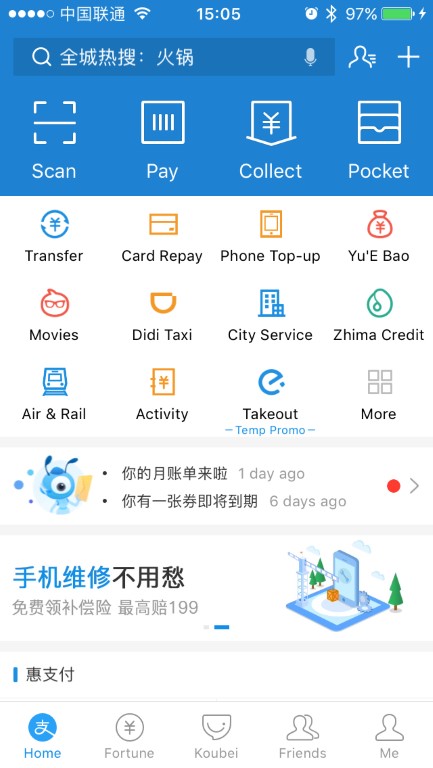 中国联通 15:05 97%
全城热搜：火锅
Scan Pay Collect Pocket
Transfer Card Repay Phone Top-up Yu'E Bao
Movies Didi Taxi City Service Zhima Credit
Air & Rail Activity Takeout More
Temp Promo
• 你的月账单来啦 1 day ago
• 你有一张券即将到期 6 days ago
手机维修不用愁
免费领补偿险 最高赔199
惠支付
支
Home Fortune Koubei Friends Me